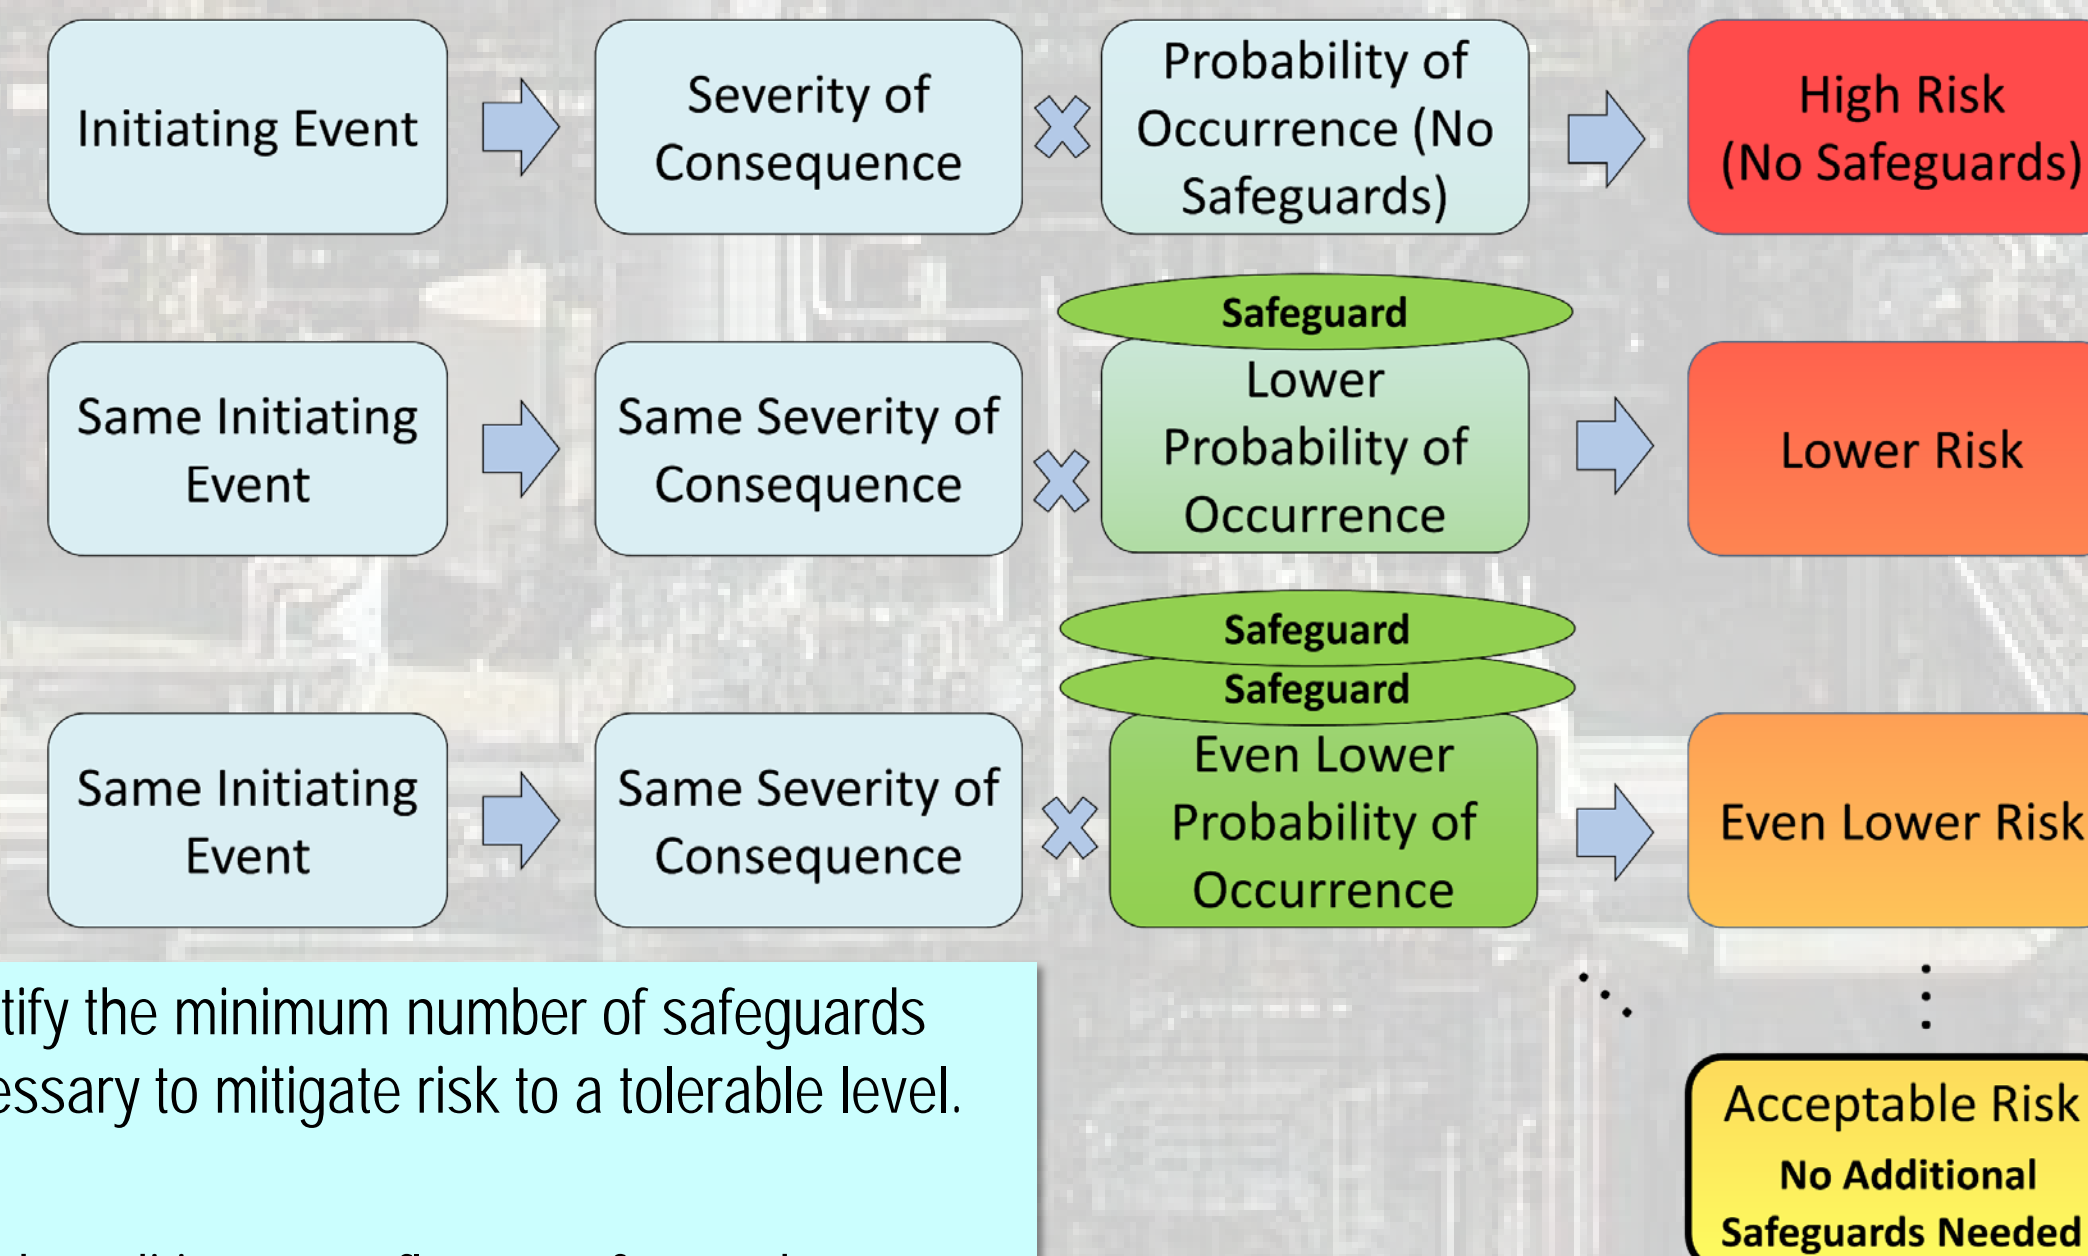 Initiating Event
Severity of
Consequence
Probability of
Occurrence (No
Safeguards)
High Risk
(No Safeguards)
Safeguard
Same Initiating
Event
Same Severity of
Consequence
Lower
Probability of
Occurrence
Lower Risk
Safeguard
Safeguard
Same Initiating
Event
Same Severity of
Consequence
Even Lower
Probability of
Occurrence
Even Lower Risk
tify the minimum number of safeguards
essary to mitigate risk to a tolerable level.
Acceptable Risk
No Additional
Safeguards Needed